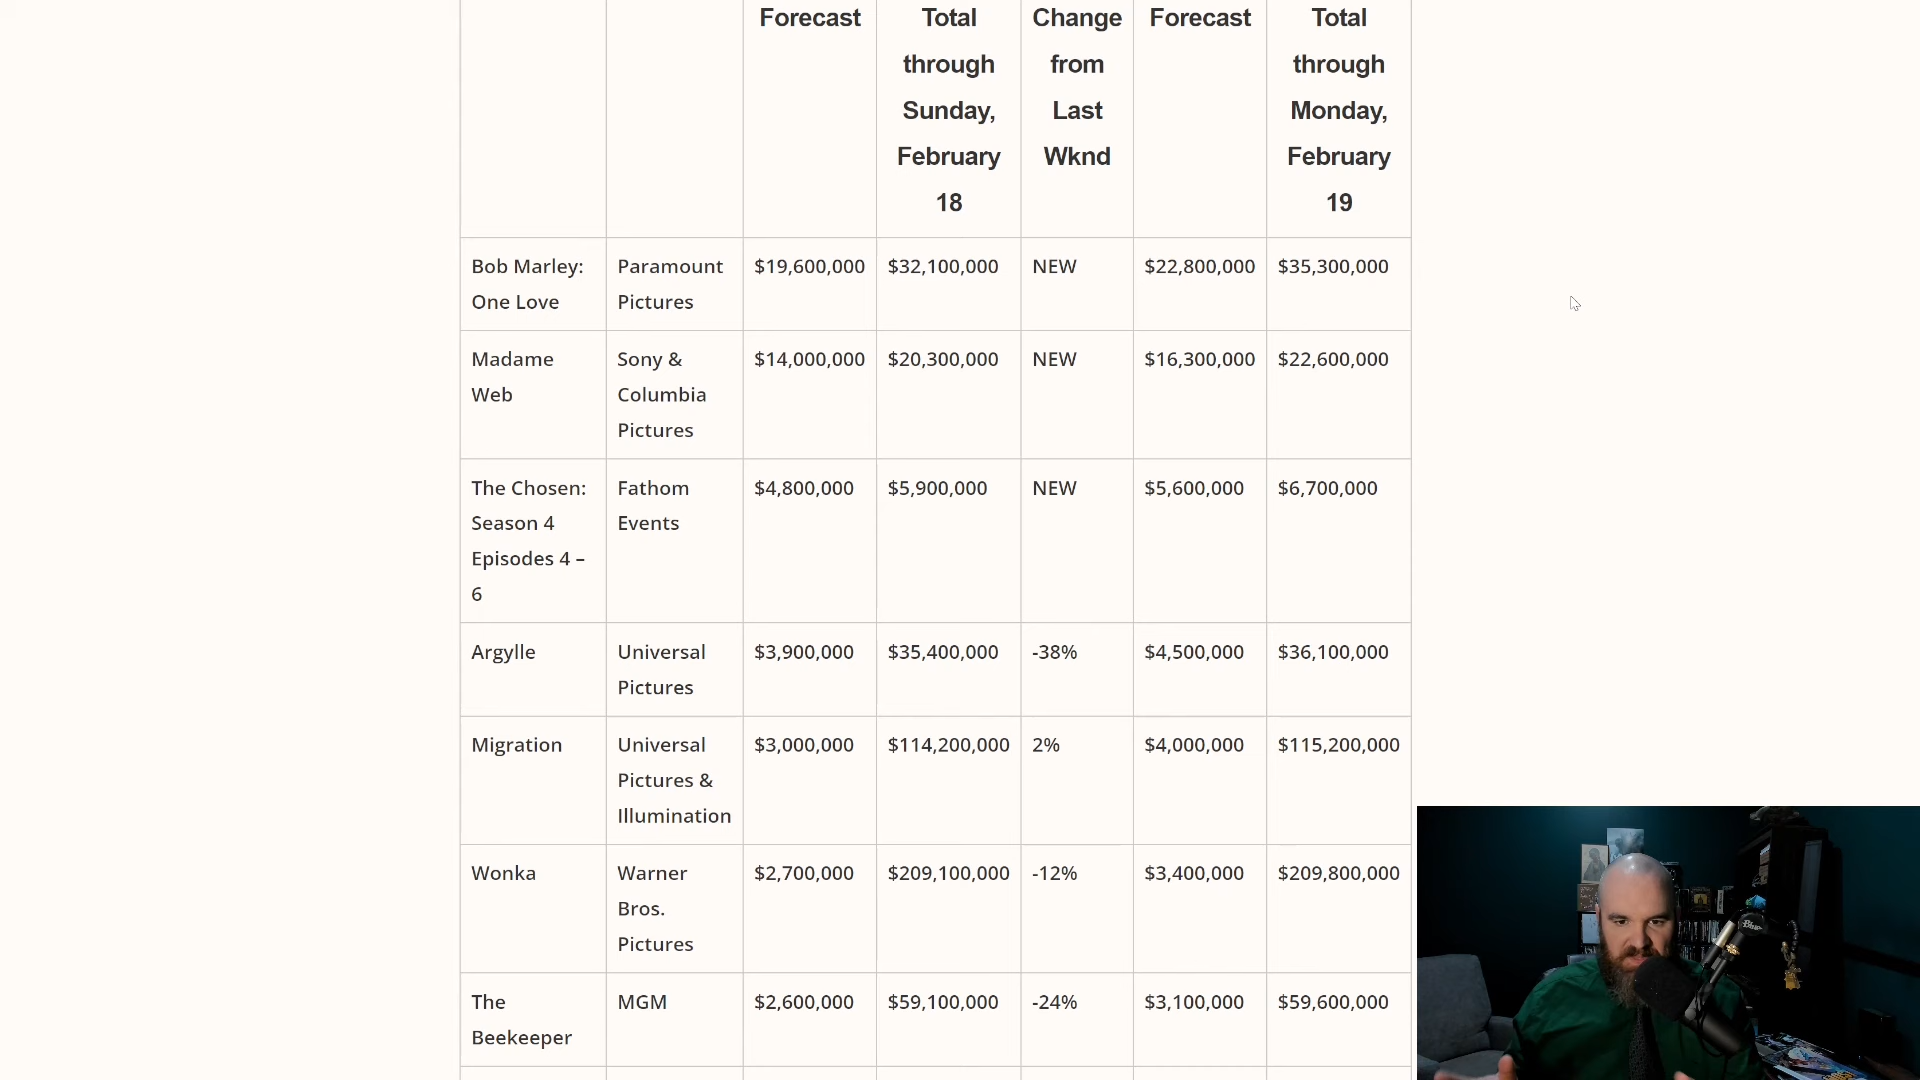 Forecast
Total
through
Sunday,
February
18
Change
from
Last
Wknd
Forecast
Total
through
Monday,
February
19
Bob Marley:
One Love
Paramount
Pictures
$19,600,000
$32,100,000
NEW
$22,800,000
$35,300,000
Madame
Web
Sony &
Columbia
Pictures
$14,000,000
$20,300,000
NEW
$16,300,000
$22,600,000
The Chosen:
Season 4
Episodes 4 –
6
Fathom
Events
$4,800,000
$5,900,000
NEW
$5,600,000
$6,700,000
Argylle
Universal
Pictures
$3,900,000
$35,400,000
-38%
$4,500,000
$36,100,000
Migration
Universal
Pictures &
Illumination
$3,000,000
$114,200,000
2%
$4,000,000
$115,200,000
Wonka
Warner
Bros.
Pictures
$2,700,000
$209,100,000
-12%
$3,400,000
$209,800,000
The
Beekeeper
MGM
$2,600,000
$59,100,000
-24%
$3,100,000
$59,600,000
Blue